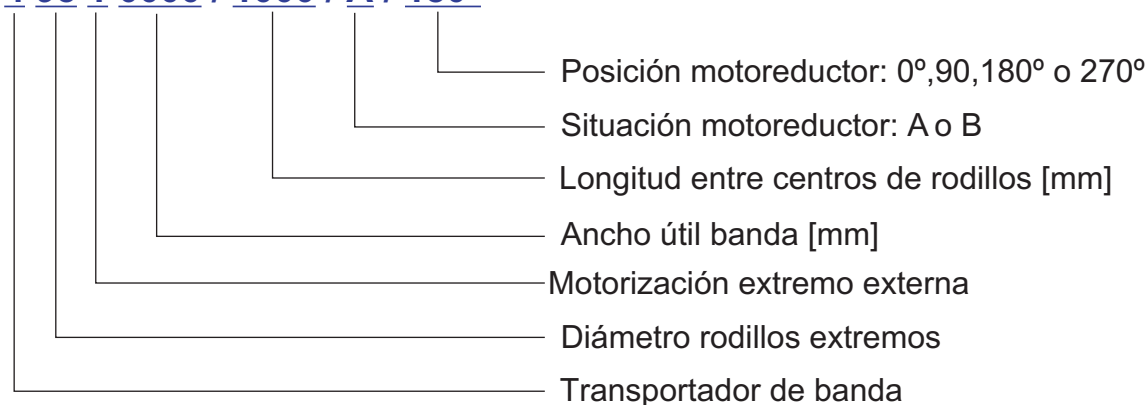 Posición motoreductor: 0º,90,180º o 270º
Situación motoreductor: A o B
Longitud entre centros de rodillos [mm]
Ancho útil banda [mm]
Motorización extremo externa
Diámetro rodillos extremos
Transportador de banda